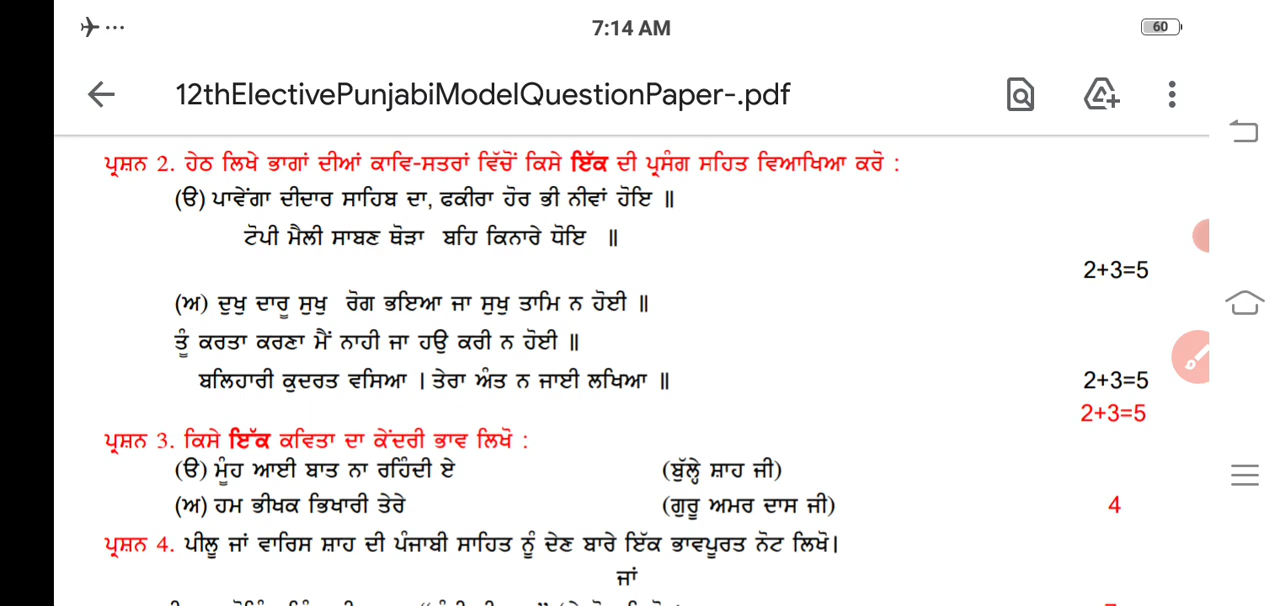 7:14 AM
60
12thElectivePunjabiModelQuestionPaper-.pdf
ਪ੍ਰਸ਼ਨ 2. ਹੇਠ ਲਿਖੇ ਭਾਗਾਂ ਦੀਆਂ ਕਾਵਿ-ਸਤਰਾਂ ਵਿੱਚੋਂ ਕਿਸੇ ਇੱਕ ਦੀ ਪ੍ਰਸੰਗ ਸਹਿਤ ਵਿਆਖਿਆ ਕਰੋ :
(ੳ) ਪਾਵੇਂਗਾ ਦੀਦਾਰ ਸਾਹਿਬ ਦਾ, ਫਕੀਰਾ ਹੋਰ ਭੀ ਨੀਵਾਂ ਹੋਇ ॥
ਟੋਪੀ ਮੈਲੀ ਸਾਬਣ ਥੋੜਾ ਬਹਿ ਕਿਨਾਰੇ ਧੋਇ ॥
2+3=5
(ਅ) ਦੁਖੁ ਦਾਰੂ ਸੁਖੁ ਰੋਗ ਭਇਆ ਜਾ ਸੁਖੁ ਤਾਮਿ ਨ ਹੋਈ ॥
ਤੂੰ ਕਰਤਾ ਕਰਣਾ ਮੈਂ ਨਾਹੀ ਜਾ ਹਉ ਕਰੀ ਨ ਹੋਈ ॥
ਬਲਿਹਾਰੀ ਕੁਦਰਤ ਵਸਿਆ । ਤੇਰਾ ਅੰਤ ਨ ਜਾਈ ਲਖਿਆ ॥ 2+3=5
2+3=5
ਪ੍ਰਸ਼ਨ 3. ਕਿਸੇ ਇੱਕ ਕਵਿਤਾ ਦਾ ਕੇਂਦਰੀ ਭਾਵ ਲਿਖੋ :
(ੳ) ਮੂੰਹ ਆਈ ਬਾਤ ਨਾ ਰਹਿੰਦੀ ਏ (ਬੁੱਲ੍ਹੇ ਸ਼ਾਹ ਜੀ)
(ਅ) ਹਮ ਭੀਖਕ ਭਿਖਾਰੀ ਤੇਰੇ (ਗੁਰੂ ਅਮਰ ਦਾਸ ਜੀ) 4
ਪ੍ਰਸ਼ਨ 4. ਪੀਲੂ ਜਾਂ ਵਾਰਿਸ ਸ਼ਾਹ ਦੀ ਪੰਜਾਬੀ ਸਾਹਿਤ ਨੂੰ ਦੇਣ ਬਾਰੇ ਇੱਕ ਭਾਵਪੂਰਤ ਨੋਟ ਲਿਖੋ।
ਜਾਂ